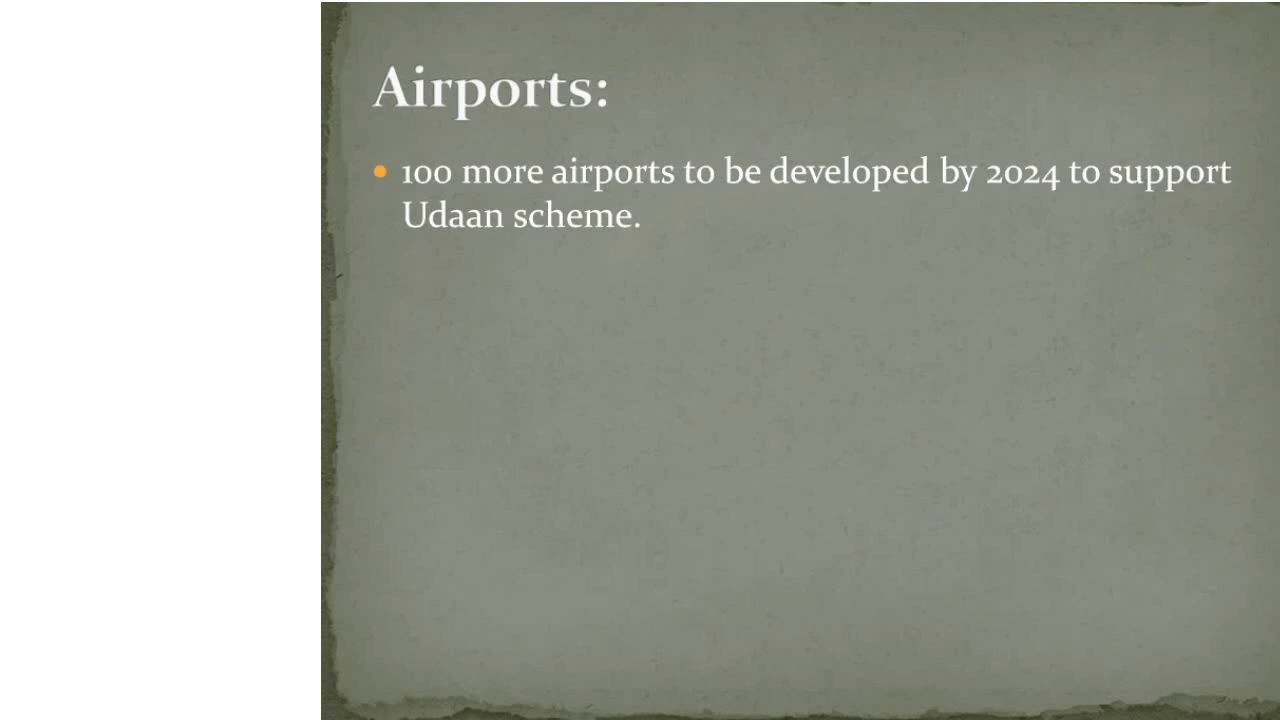 Airports:
• 100 more airports to be developed by 2024 to support
Udaan scheme.